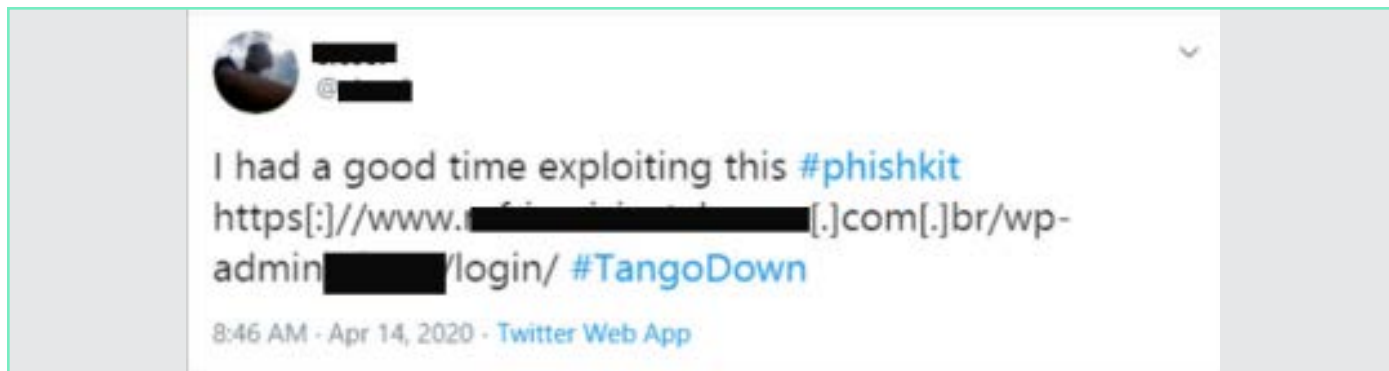 @
I had a good time exploiting this #phishkit
https[:]//www.[.]com[.]br/wp-
admin/login/ #TangoDown
8:46 AM - Apr 14, 2020 - Twitter Web App